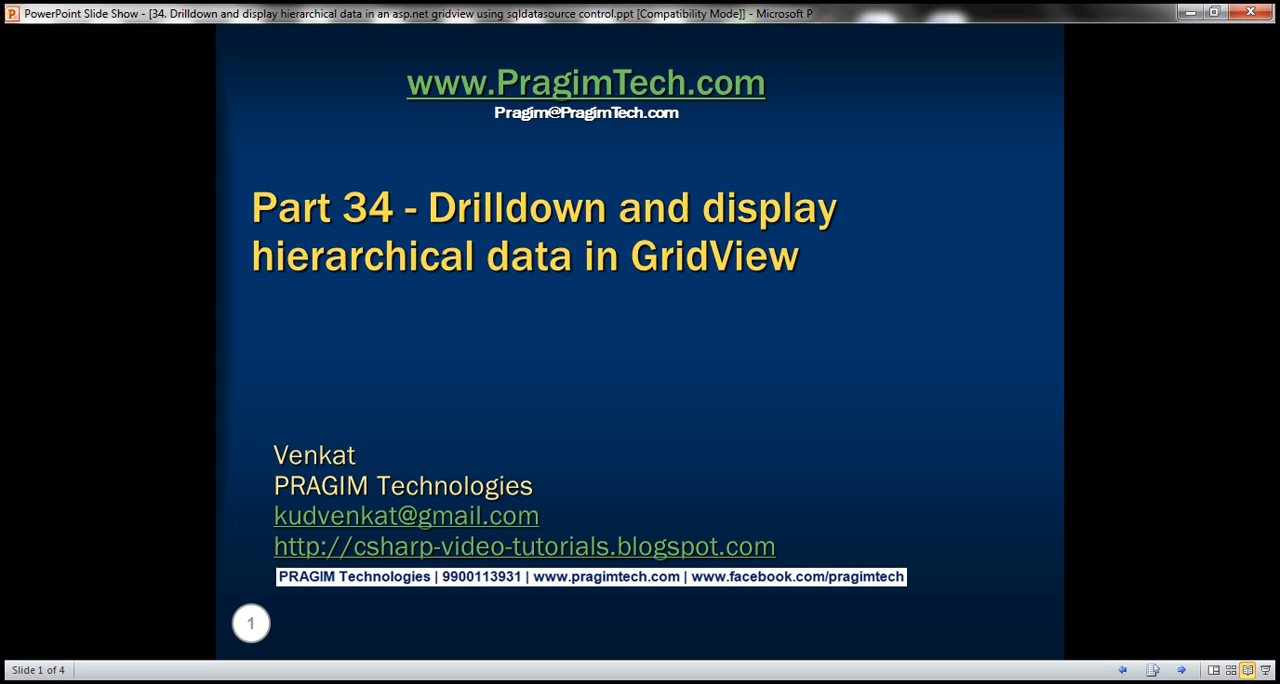 PowerPoint Slide Show - [34. Drilldown and display hierarchical data in an asp.net gridview using sqldatasource control.ppt [Compatibility Mode]] - Microsoft P
www.PragimTech.com
Pragim@PragimTech.com
Part 34 - Drilldown and display
hierarchical data in GridView
Venkat
PRAGIM Technologies
kudvenkat@gmail.com
http://csharp-video-tutorials.blogspot.com
PRAGIM Technologies | 9900113931 | www.pragimtech.com | www.facebook.com/pragimtech
1
Slide 1 of 4